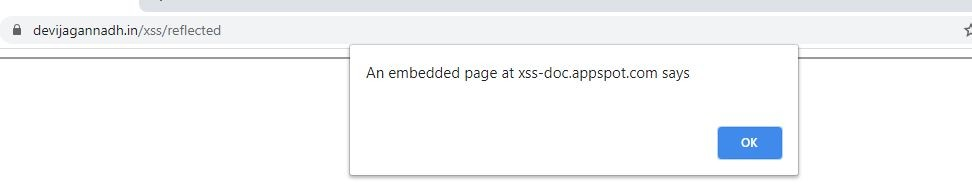 devijagannadh.in/xss/reflected
An embedded page at xss-doc.appspot.com says
OK